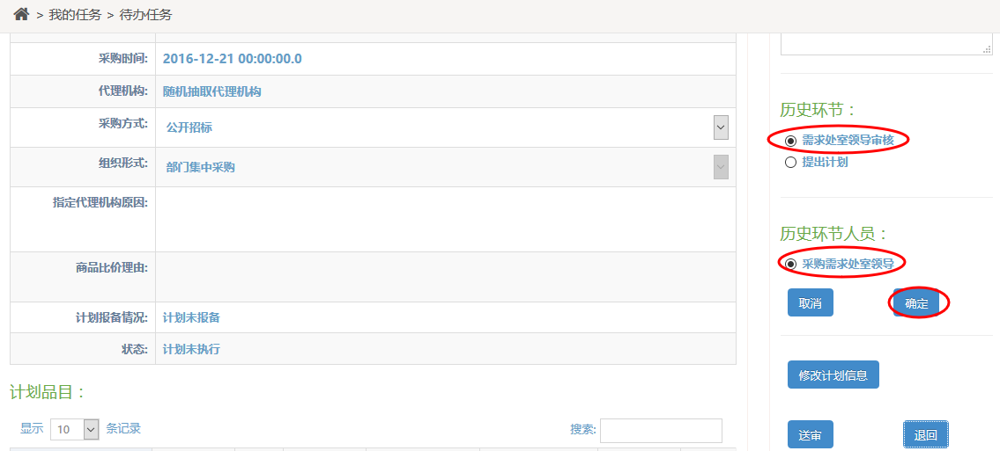 > 我的任务 > 待办任务
采购时间: 2016-12-21 00:00:00.0
代理机构: 随机抽取代理机构
采购方式: 公开招标
组织形式: 部门集中采购
指定代理机构原因:
商品比价理由:
计划报备情况: 计划未报备
状态: 计划未执行
计划品目：
显示 10 条记录
搜索:
历史环节：
需求处室领导审核
提出计划
历史环节人员：
采购需求处室领导
取消 确定
修改计划信息
送审 退回